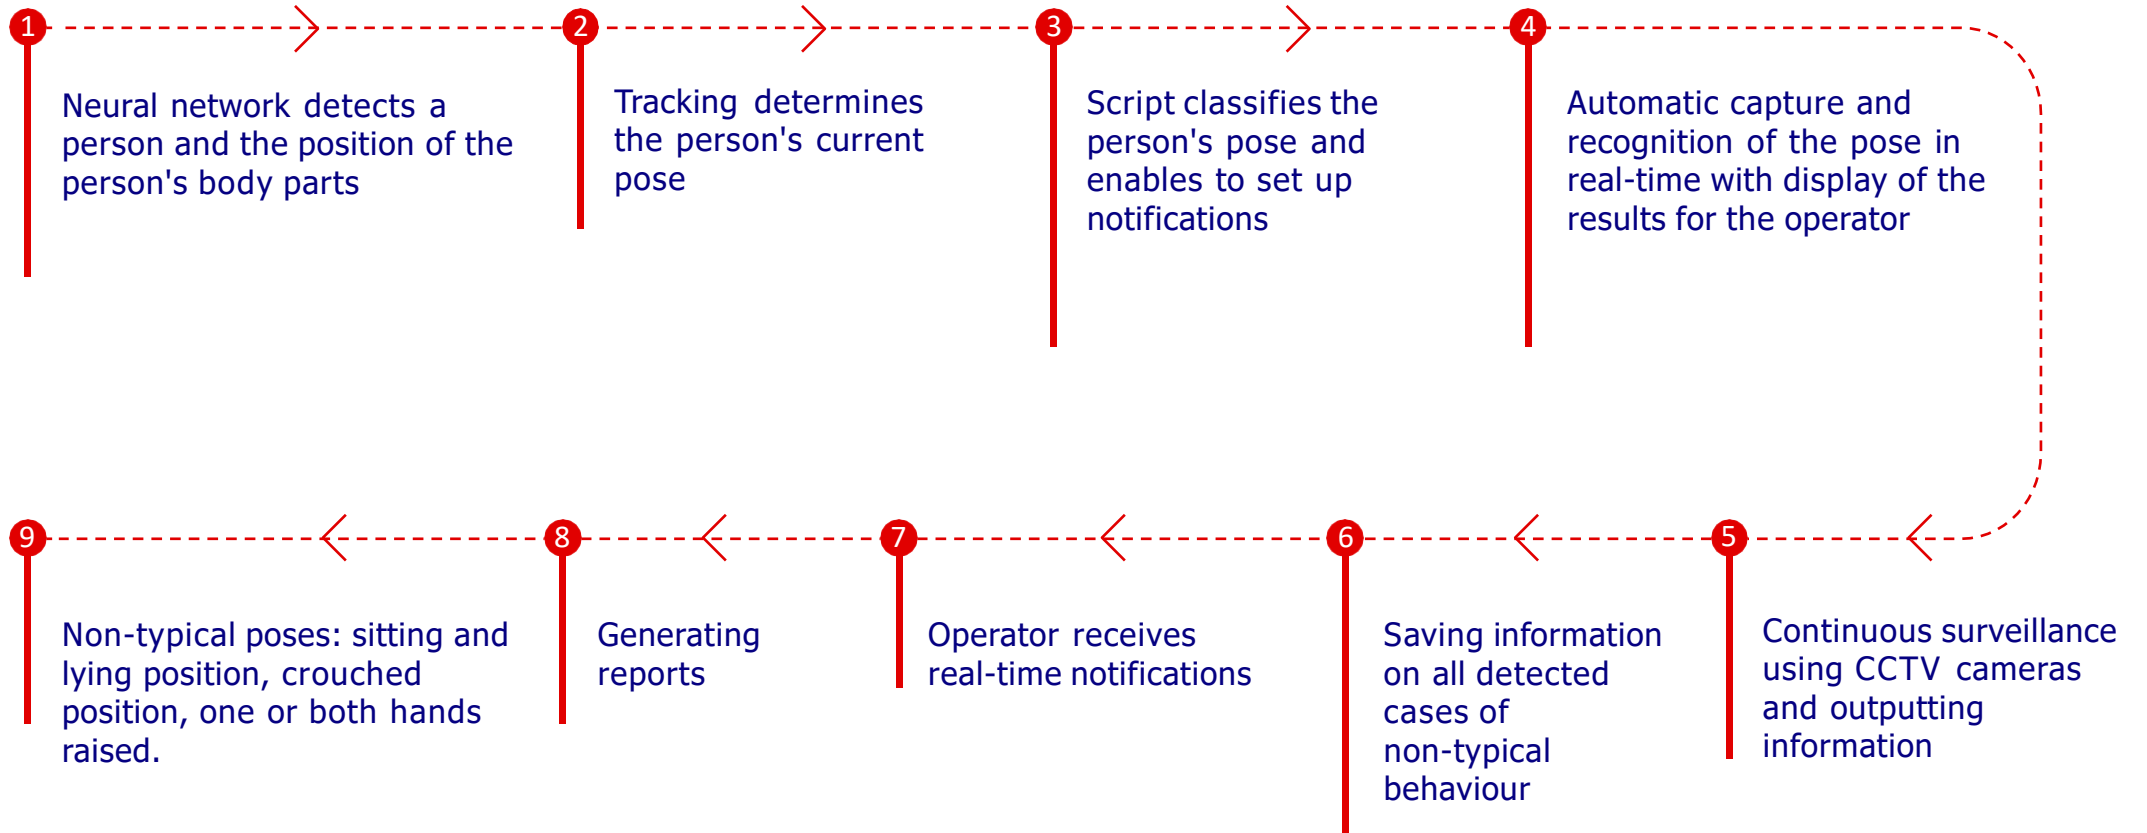 1
Neural network detects a
person and the position of the
person's body parts
2
Tracking determines
the person's current
pose
3
Script classifies the
person's pose and
enables to set up
notifications
4
Automatic capture and
recognition of the pose in
real-time with display of the
results for the operator
5
Continuous surveillance
using CCTV cameras
and outputting
information
6
Saving information
on all detected
cases of
non-typical
behaviour
7
Operator receives
real-time notifications
8
Generating
reports
9
Non-typical poses: sitting and
lying position, crouched
position, one or both hands
raised.